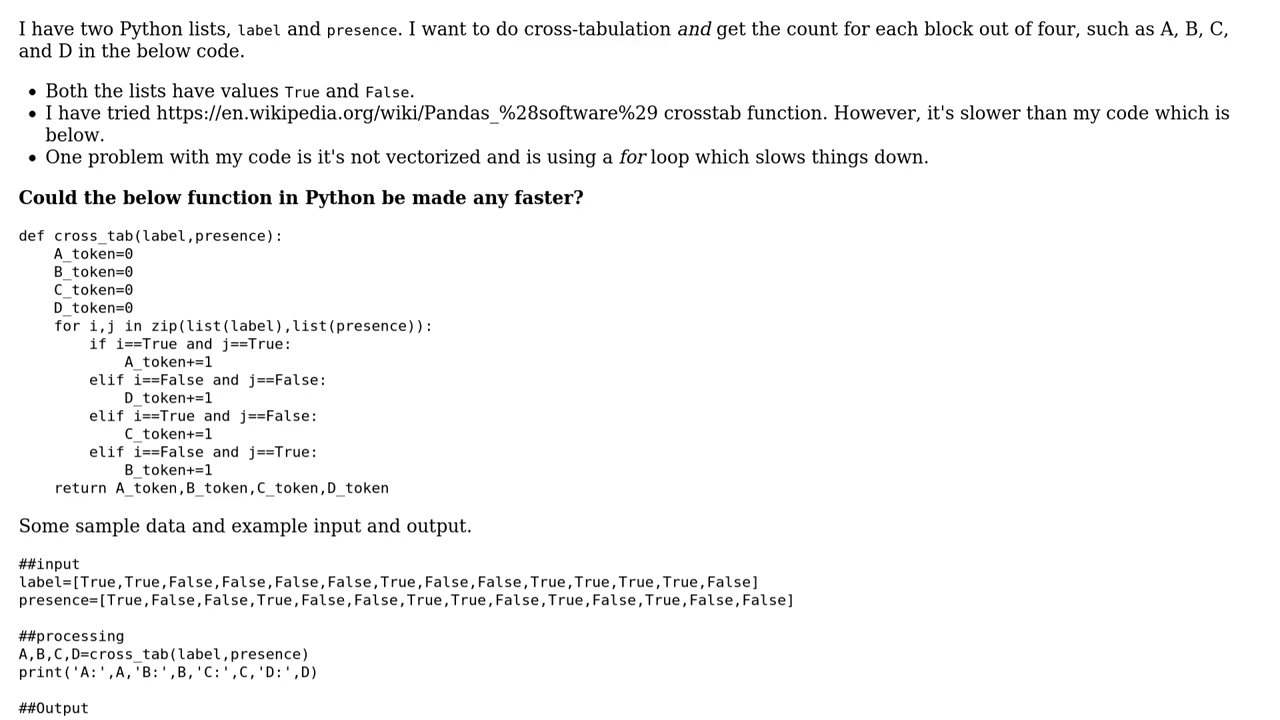 I have two Python lists, label and presence. I want to do cross-tabulation and get the count for each block out of four, such as A, B, C,
and D in the below code.
• Both the lists have values True and False.
• I have tried https://en.wikipedia.org/wiki/Pandas_%28software%29 crosstab function. However, it's slower than my code which is
below.
• One problem with my code is it's not vectorized and is using a for loop which slows things down.
Could the below function in Python be made any faster?
def cross_tab(label,presence):
    A_token=0
    B_token=0
    C_token=0
    D_token=0
    for i,j in zip(list(label),list(presence)):
        if i==True and j==True:
            A_token+=1
        elif i==False and j==False:
            D_token+=1
        elif i==True and j==False:
            C_token+=1
        elif i==False and j==True:
            B_token+=1
    return A_token,B_token,C_token,D_token
Some sample data and example input and output.
##input
label=[True,True,False,False,False,False,True,False,False,True,True,True,True,False]
presence=[True,False,False,True,False,False,True,True,False,True,False,True,False,False]
##processing
A,B,C,D=cross_tab(label,presence)
print('A:',A,'B:',B,'C:',C,'D:',D)
##Output